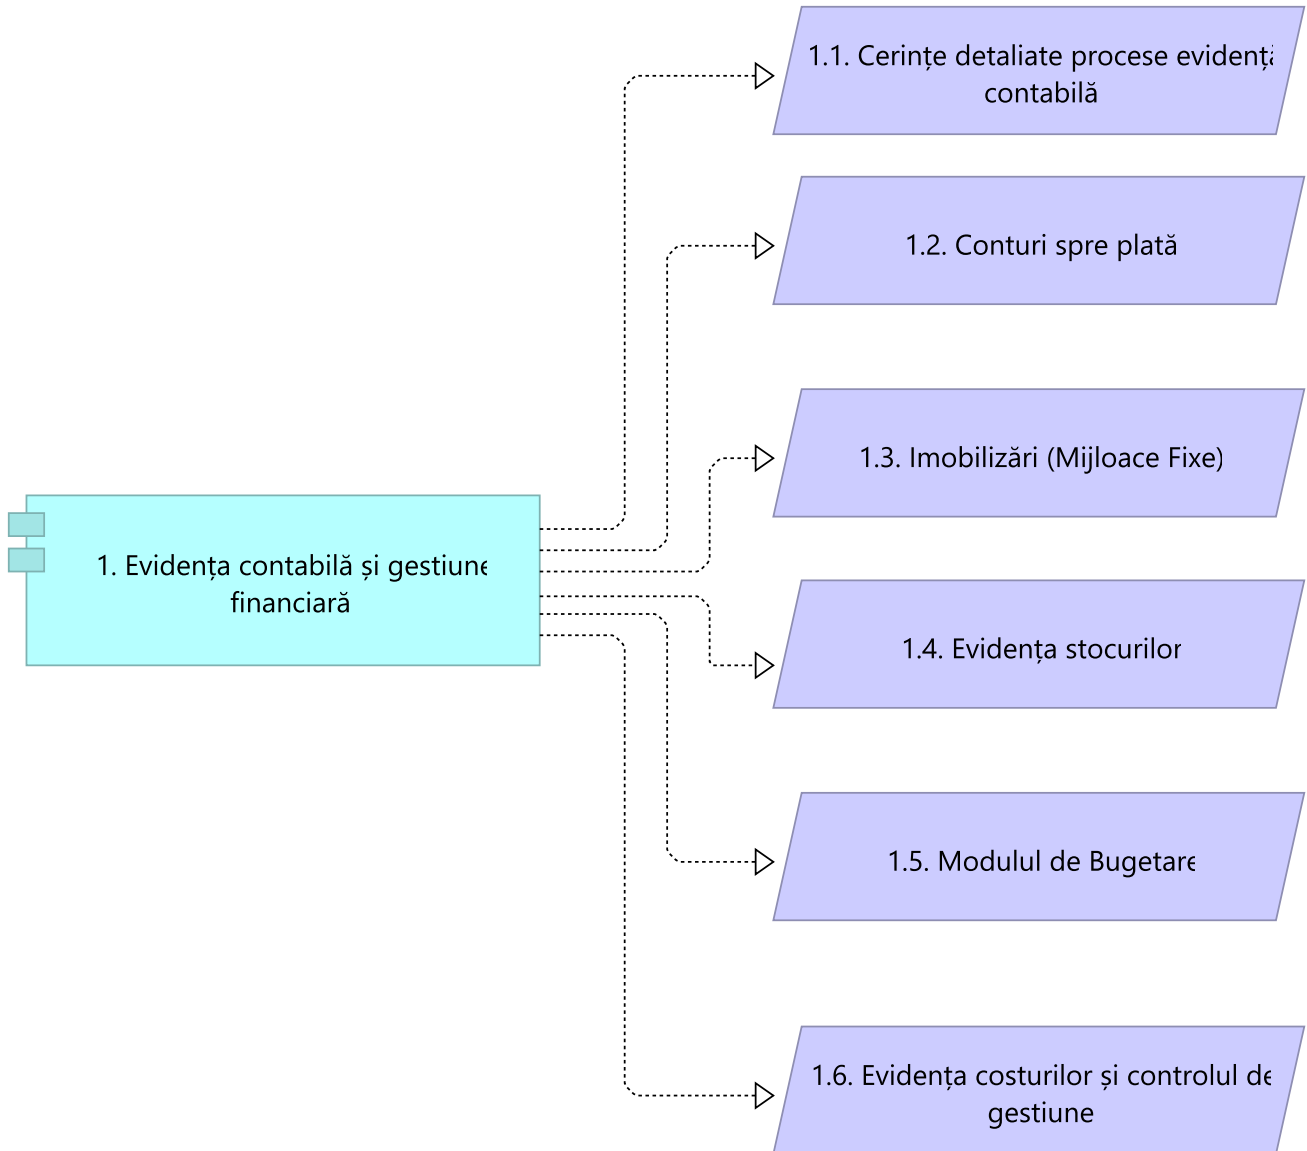 1.1. Cerințe detaliate procese evidență
contabilă
1.2. Conturi spre plată
1.3. Imobilizări (Mijloace Fixe)
1. Evidența contabilă și gestiune
financiară
1.4. Evidența stocurilor
1.5. Modulul de Bugetare
1.6. Evidența costurilor și controlul de
gestiune